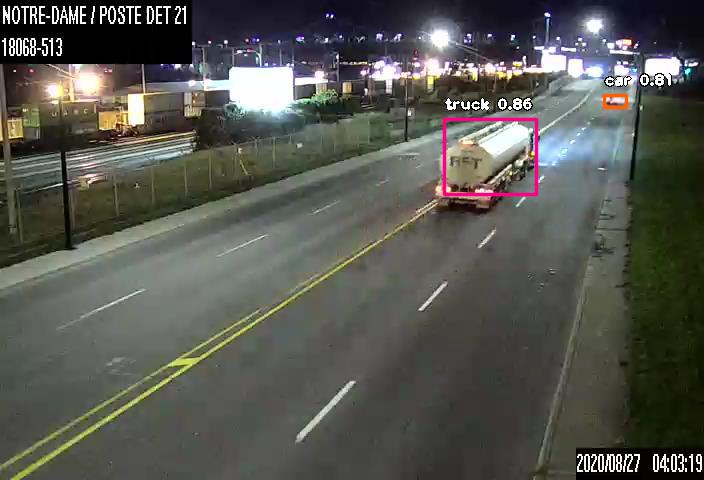 NOTRE-DAME / POSTE DET 21
18068-513
car 0.81
truck 0.86
2020/08/27 04:03:19